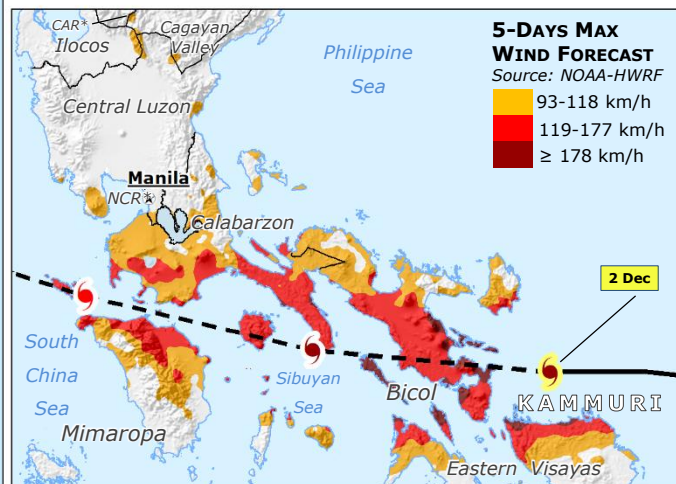 CAR*
Ilocos
Cagayan
Valley
Philippine
Sea
5-DAYS MAX
WIND FORECAST
Source: NOAA-HWRF
93-118 km/h
119-177 km/h
≥ 178 km/h
Central Luzon
Manila
NCR*
Calabarzon
2 Dec
South
China
Sea
Sibuyan
Sea
Bicol
KAMMURI
Mimaropa
Eastern Visayas